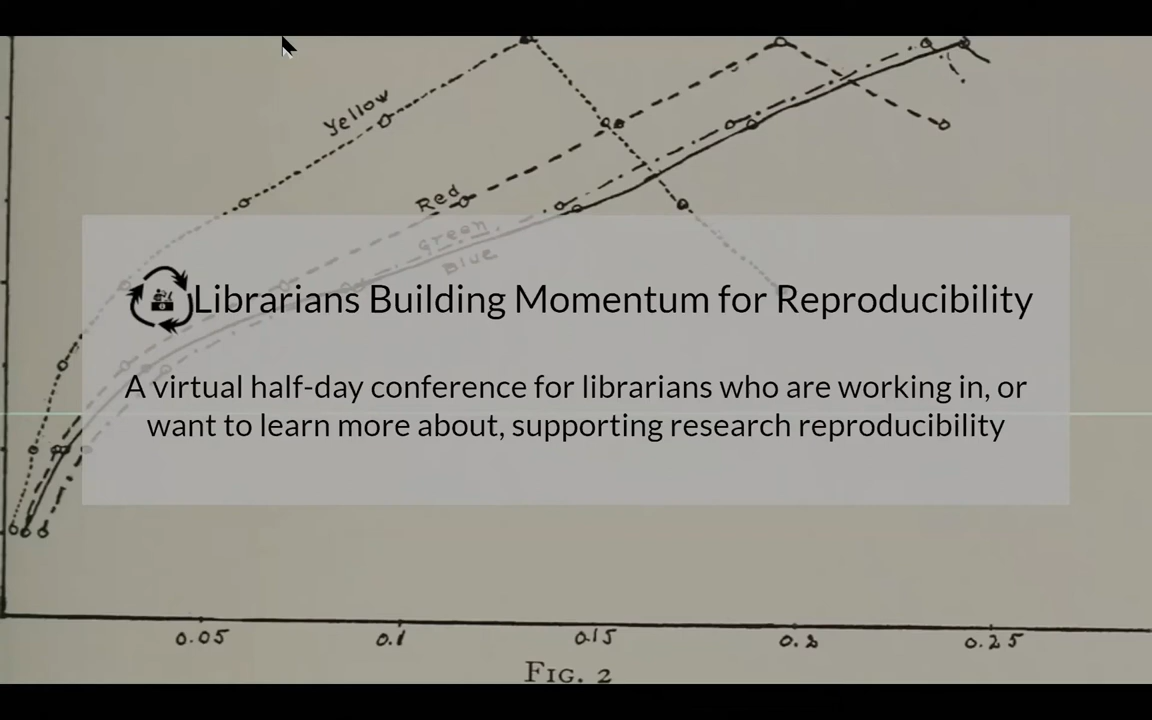 Yellow
Red
Green
Blue
Librarians Building Momentum for Reproducibility
A virtual half-day conference for librarians who are working in, or
want to learn more about, supporting research reproducibility
0.05
0.1
0.15
0.2
0.25
FIG. 2